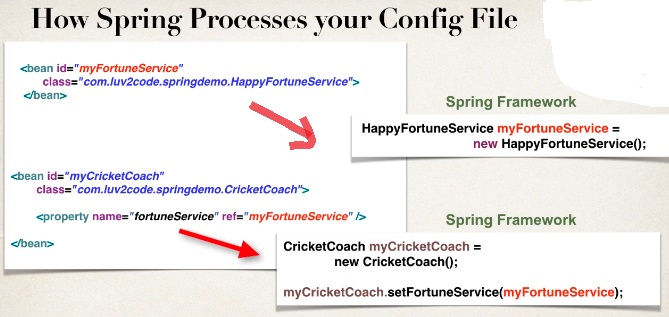 How Spring Processes your Config File
<bean id="myFortuneService"
class="com.luv2code.springdemo.HappyFortuneService">
</bean>
Spring Framework
HappyFortuneService myFortuneService =
new HappyFortuneService();
<bean id="myCricketCoach"
class="com.luv2code.springdemo.CricketCoach">
<property name="fortuneService" ref="myFortuneService" />
</bean>
Spring Framework
CricketCoach myCricketCoach =
new CricketCoach();
myCricketCoach.setFortuneService(myFortuneService);